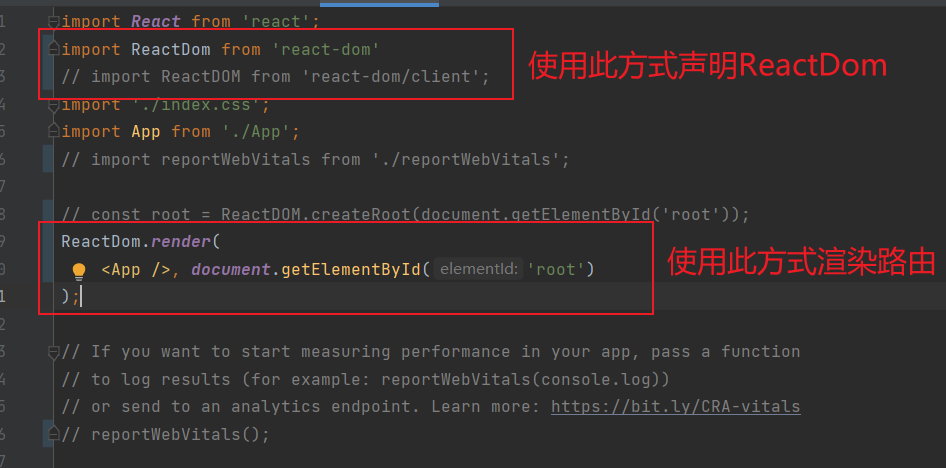 1 import React from 'react';
2 import ReactDom from 'react-dom'
3 // import ReactDOM from 'react-dom/client';
使用此方式声明ReactDom
4 import './index.css';
5 import App from './App';
6 // import reportWebVitals from './reportWebVitals';
7
8 // const root = ReactDOM.createRoot(document.getElementById('root'));
9 ReactDom.render(
0 <App />, document.getElementById( elementId: 'root')
使用此方式渲染路由
1 );
2
3 // If you want to start measuring performance in your app, pass a function
4 // to log results (for example: reportWebVitals(console.log))
5 // or send to an analytics endpoint. Learn more: https://bit.ly/CRA-vitals
6 // reportWebVitals();
7